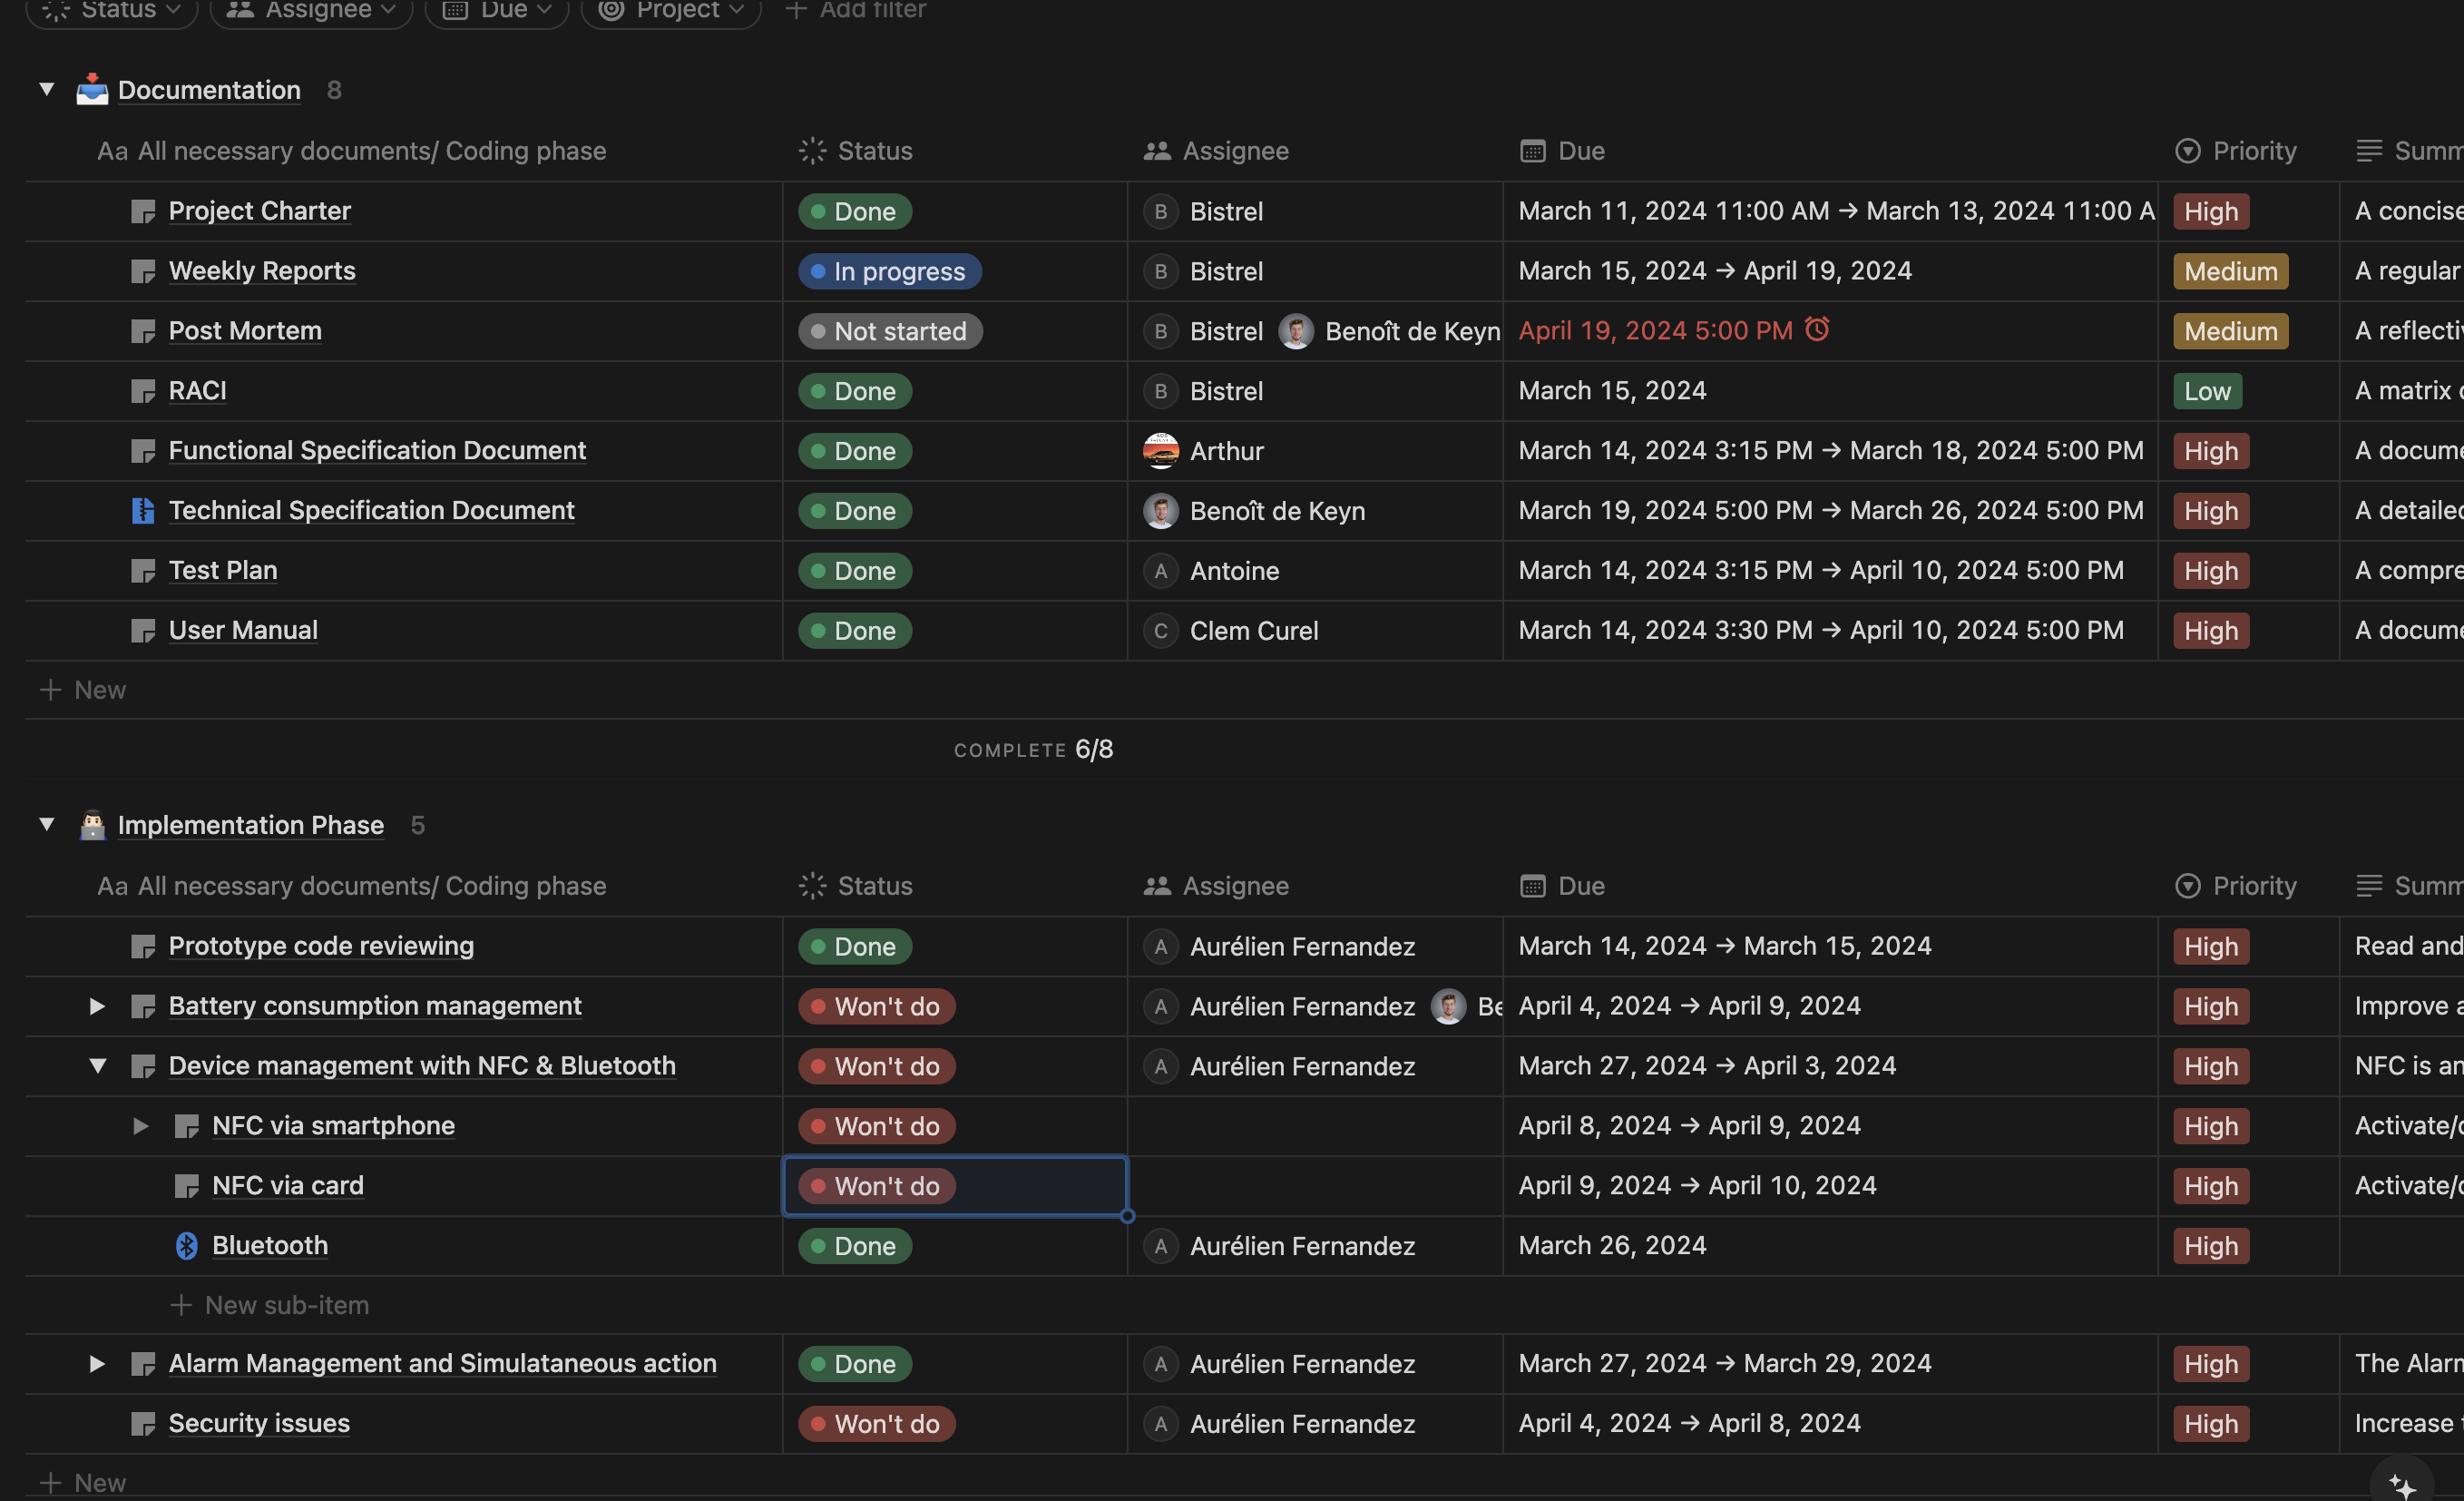 Status Assignee Due Project + Add filter
Documentation 8
Aa All necessary documents/ Coding phase Status Assignee Due Priority Summ
Project Charter Done B Bistrel March 11, 2024 11:00 AM → March 13, 2024 11:00 A High A concise
Weekly Reports In progress B Bistrel March 15, 2024 → April 19, 2024 Medium A regular
Post Mortem Not started B Bistrel Benoît de Keyn April 19, 2024 5:00 PM Medium A reflecti
RACI Done B Bistrel March 15, 2024 Low A matrix
Functional Specification Document Done Arthur March 14, 2024 3:15 PM → March 18, 2024 5:00 PM High A docume
Technical Specification Document Done Benoît de Keyn March 19, 2024 5:00 PM → March 26, 2024 5:00 PM High A detailed
Test Plan Done A Antoine March 14, 2024 3:15 PM → April 10, 2024 5:00 PM High A compre
User Manual Done C Clem Curel March 14, 2024 3:30 PM → April 10, 2024 5:00 PM High A docume
+ New
COMPLETE 6/8
Implementation Phase 5
Aa All necessary documents/ Coding phase Status Assignee Due Priority Summ
Prototype code reviewing Done A Aurélien Fernandez March 14, 2024 → March 15, 2024 High Read and
Battery consumption management Won't do A Aurélien Fernandez Be April 4, 2024 → April 9, 2024 High Improve a
Device management with NFC & Bluetooth Won't do A Aurélien Fernandez March 27, 2024 → April 3, 2024 High NFC is an
NFC via smartphone Won't do April 8, 2024 → April 9, 2024 High Activate/d
NFC via card Won't do April 9, 2024 → April 10, 2024 High Activate/d
Bluetooth Done A Aurélien Fernandez March 26, 2024 High
+ New sub-item
Alarm Management and Simulataneous action Done A Aurélien Fernandez March 27, 2024 → March 29, 2024 High The Alarm
Security issues Won't do A Aurélien Fernandez April 4, 2024 → April 8, 2024 High Increase
+ New